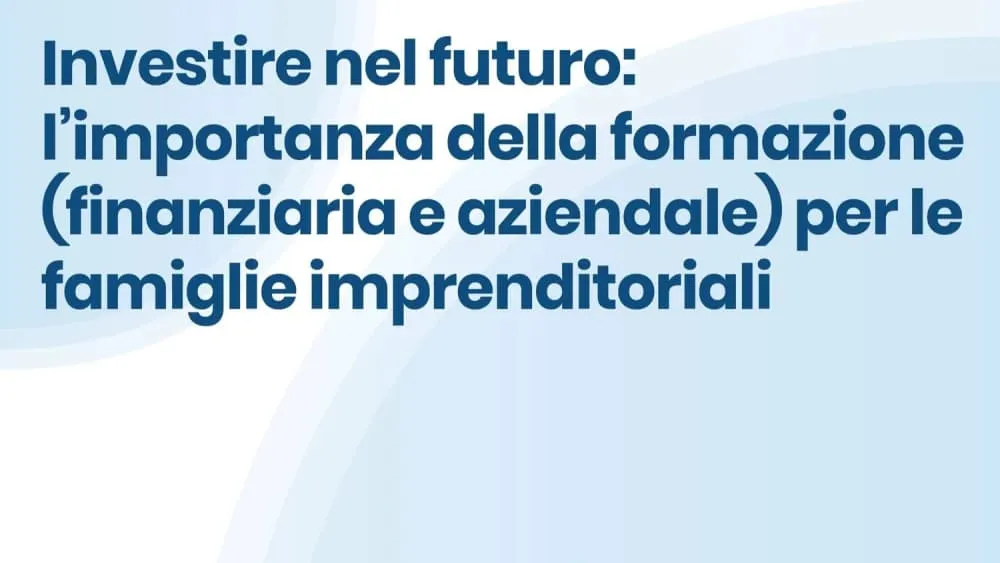 Investire nel futuro:
l’importanza della formazione
(finanziaria e aziendale) per le
famiglie imprenditoriali